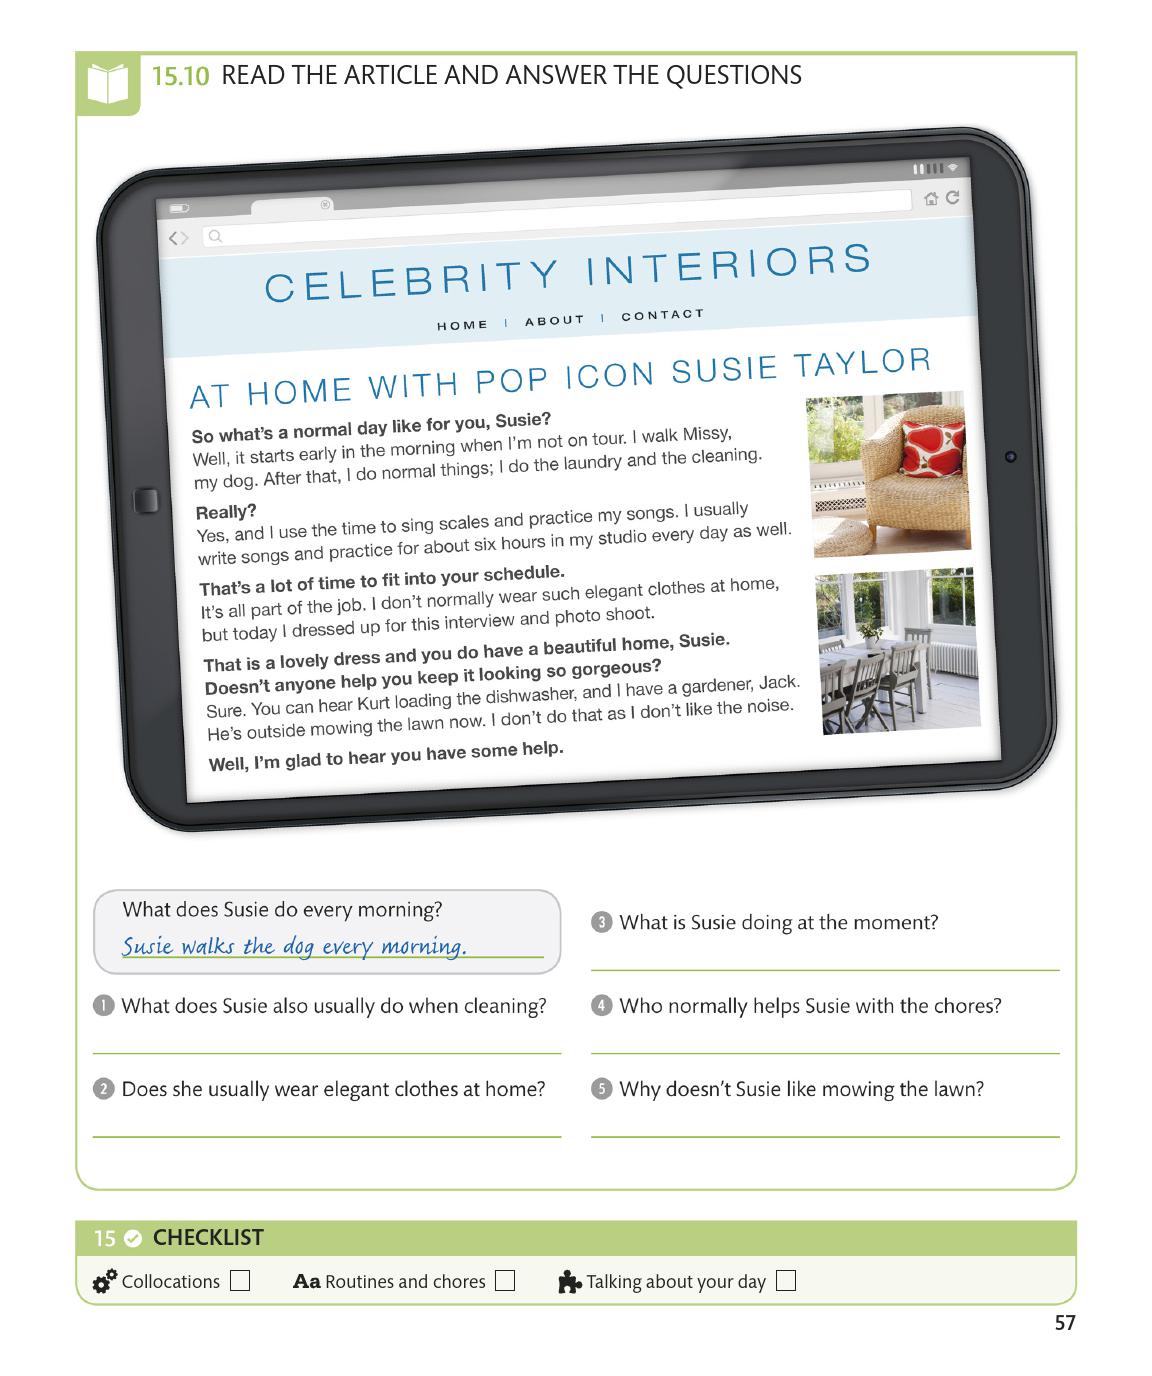 15.10 READ THE ARTICLE AND ANSWER THE QUESTIONS
CELEBRITY INTERIORS
HOME | ABOUT | CONTACT
AT HOME WITH POP ICON SUSIE TAYLOR
So what's a normal day like for you, Susie?
Well, it starts early in the morning when I'm not on tour. I walk Missy,
my dog. After that, I do normal things; I do the laundry and the cleaning.
Really?
Yes, and I use the time to sing scales and practice my songs. I usually
write songs and practice for about six hours in my studio every day as well.
That's a lot of time to fit into your schedule.
It's all part of the job. I don't normally wear such elegant clothes at home,
but today I dressed up for this interview and photo shoot.
That is a lovely dress and you do have a beautiful home, Susie.
Doesn't anyone help you keep it looking so gorgeous?
Sure. You can hear Kurt loading the dishwasher, and I have a gardener, Jack.
He's outside mowing the lawn now. I don't do that as I don't like the noise.
Well, I'm glad to hear you have some help.
What does Susie do every morning?
Susie walks the dog every morning.
1 What does Susie also usually do when cleaning?
2 Does she usually wear elegant clothes at home?
3 What is Susie doing at the moment?
4 Who normally helps Susie with the chores?
5 Why doesn't Susie like mowing the lawn?
15 CHECKLIST
Collocations
Aa Routines and chores
Talking about your day
57